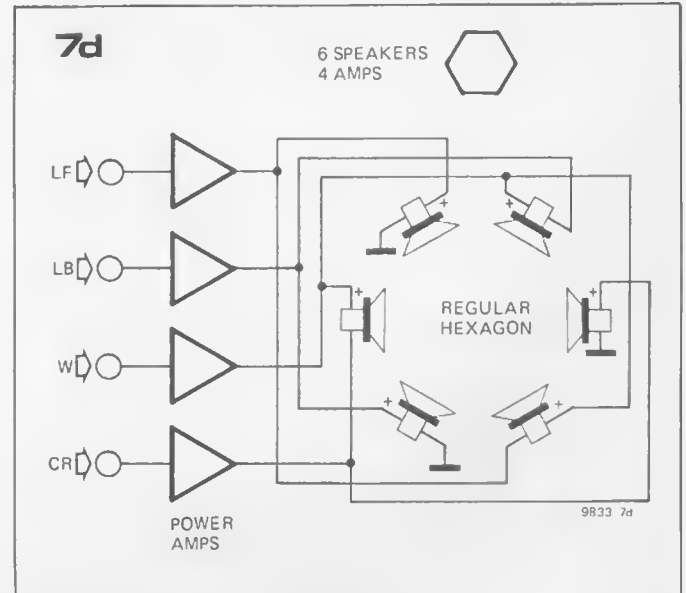 7d
6 SPEAKERS
4 AMPS
LF
LB
W
CR
+
+
+
+
+
+
REGULAR
HEXAGON
POWER
AMPS
9833 7d